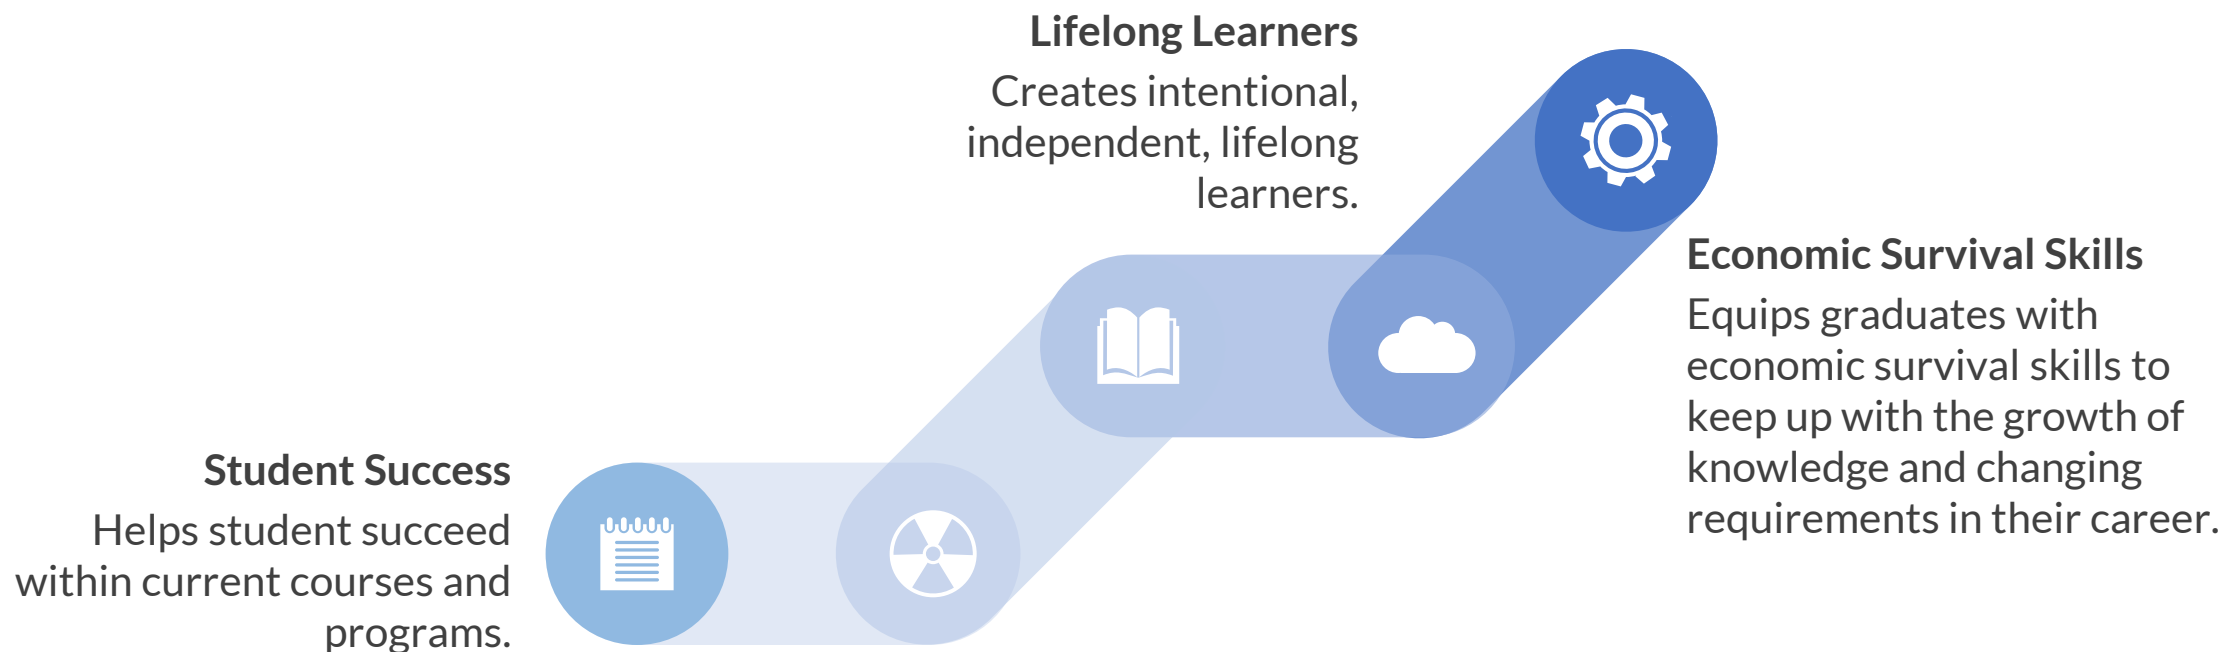 Lifelong Learners
Creates intentional,
independent, lifelong
learners.
Economic Survival Skills
Equips graduates with
economic survival skills to
keep up with the growth of
knowledge and changing
requirements in their career.
Student Success
Helps student succeed
within current courses and
programs.